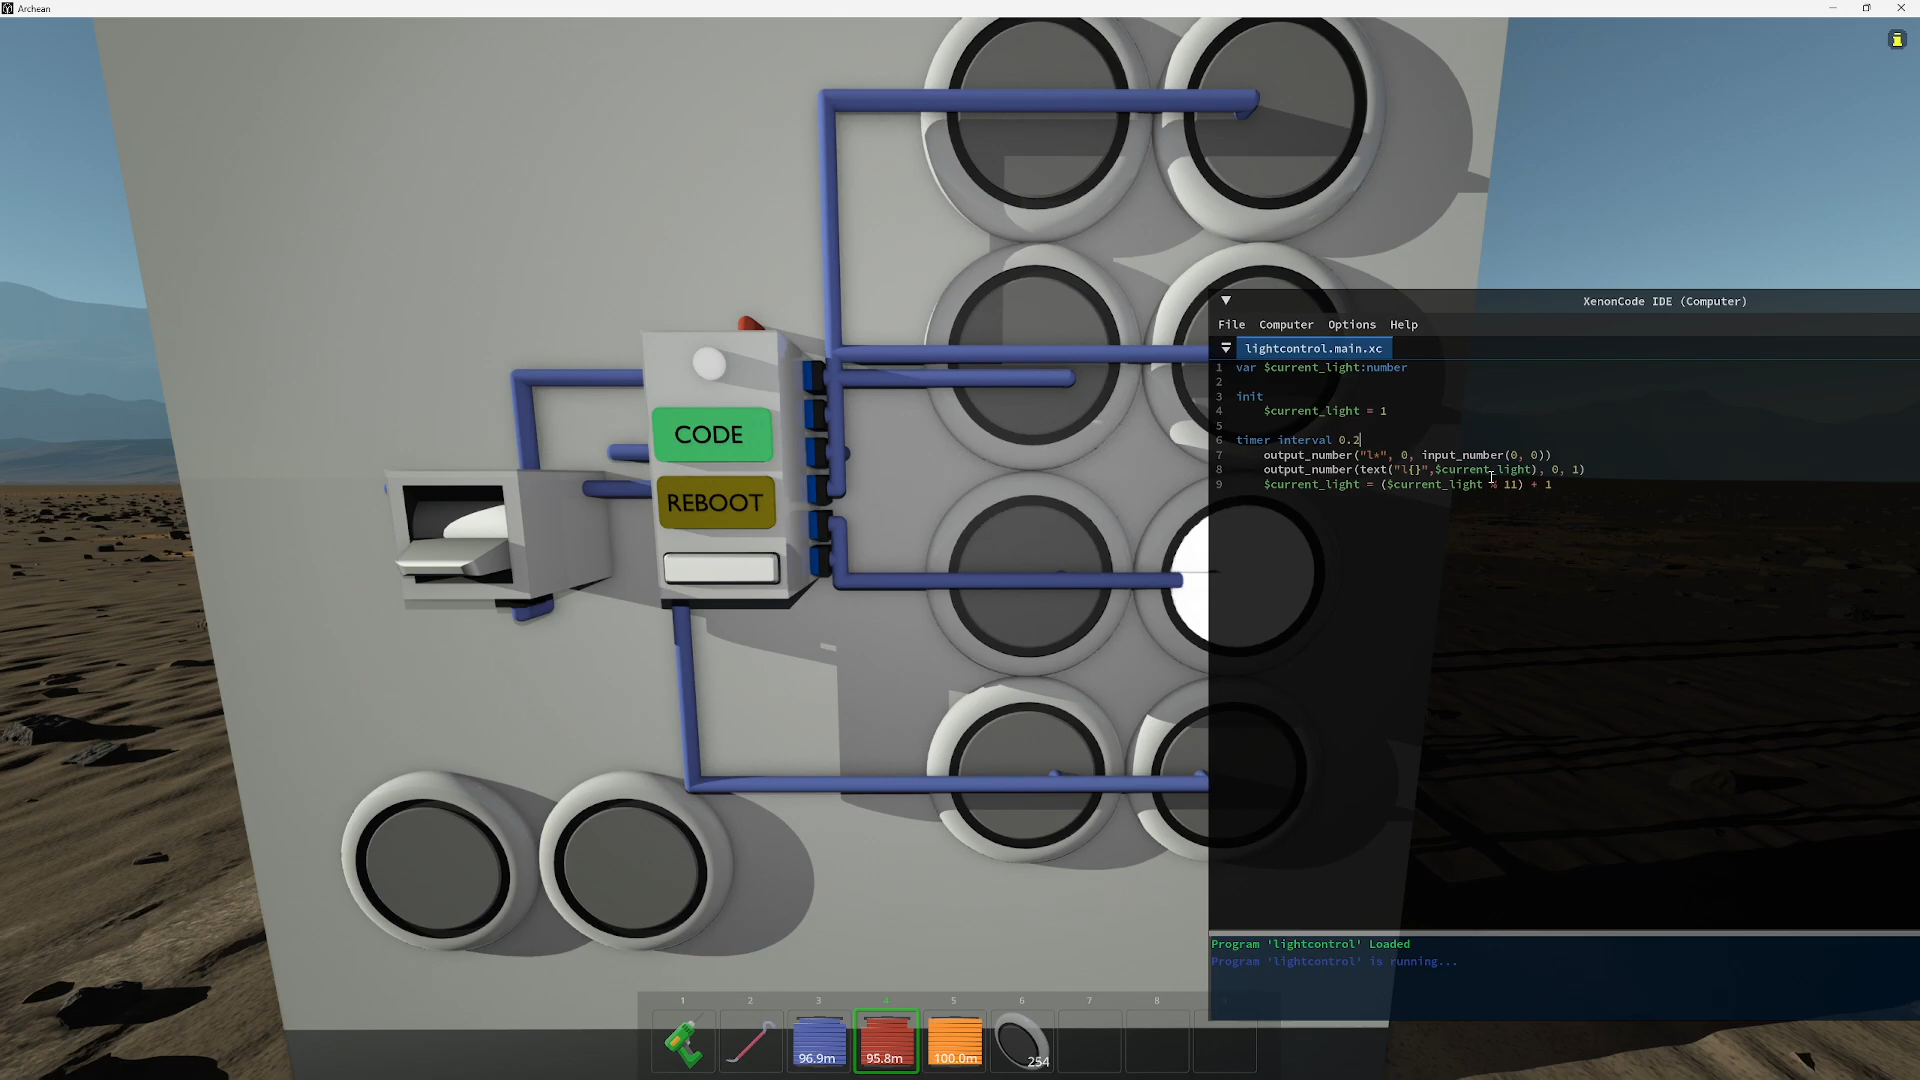 Archean
XenonCode IDE (Computer)
File Computer Options Help
lightcontrol.main.xc
1 var $current_light:number
2
3 init
4 $current_light = 1
5
6 timer interval 0.2
7 output_number("l*", 0, input_number(0, 0))
8 output_number(text("l{}",$current_light), 0, 1)
9 $current_light = ($current_light % 11) + 1
CODE
REBOOT
Program 'lightcontrol' Loaded
Program 'lightcontrol' is running...
1 2 3 4 5 6 7 8
96.9m 95.8m 100.0m 254